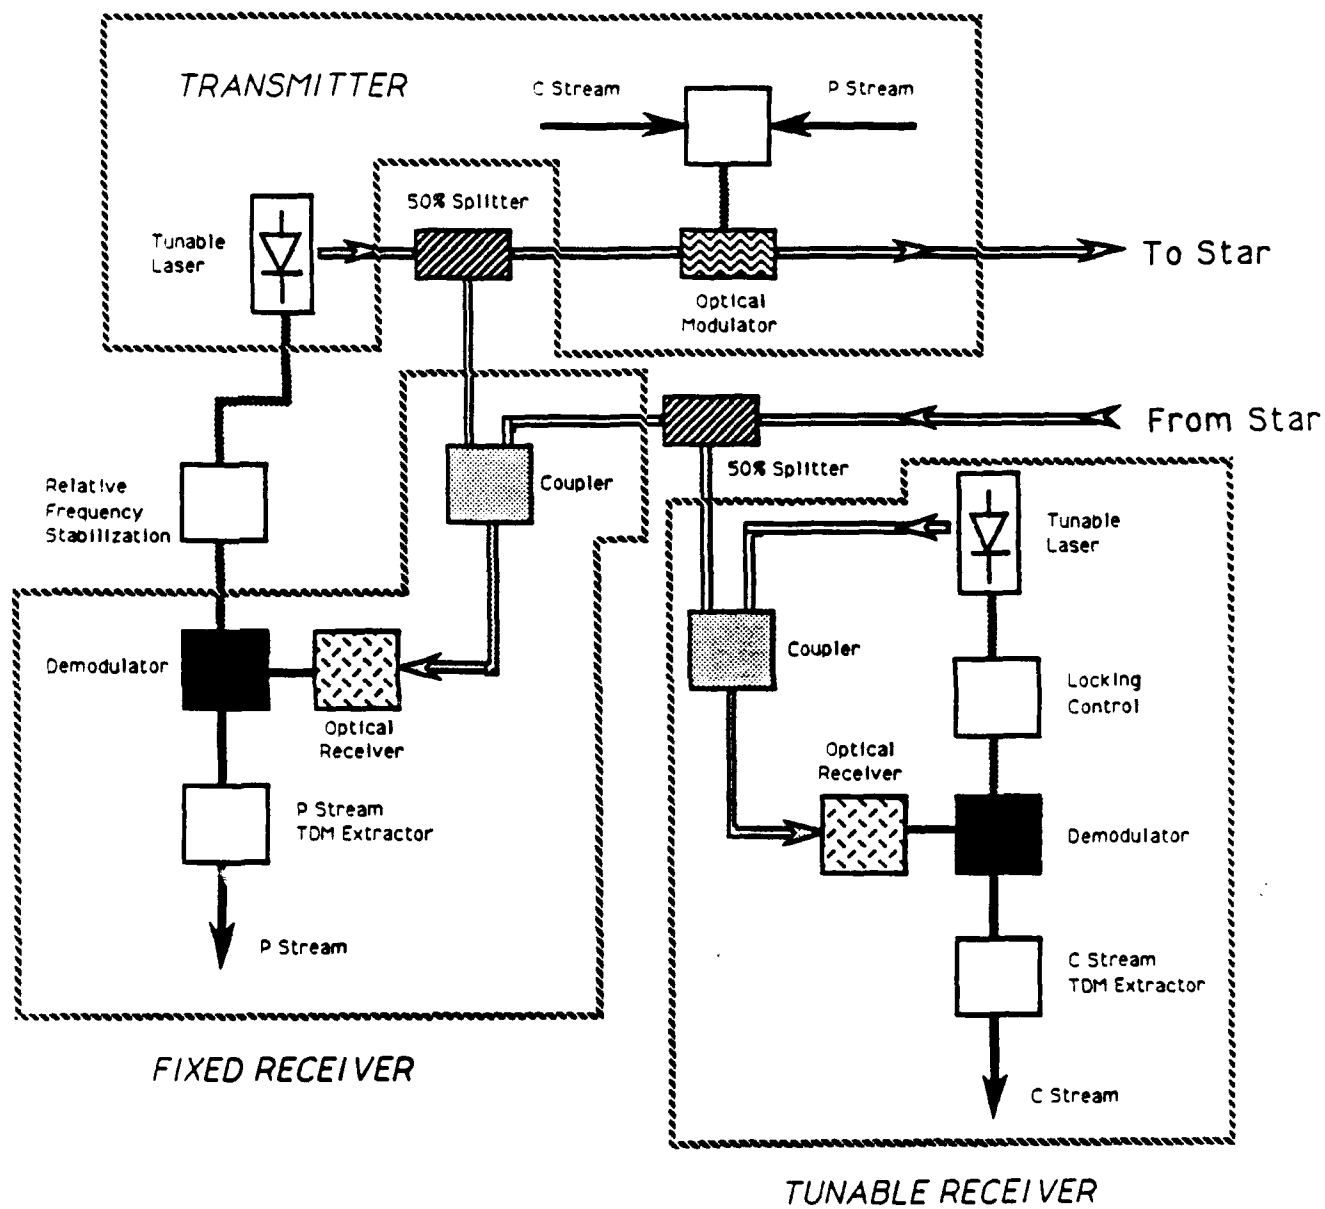 TRANSMITTER
C Stream
P Stream
50% Splitter
Tunable
Laser
To Star
Optical
Modulator
From Star
50% Splitter
Coupler
Relative
Frequency
Stabilization
Tunable
Laser
Demodulator
Coupler
Optical
Receiver
Locking
Control
Optical
Receiver
P Stream
TDM Extractor
Demodulator
P Stream
C Stream
TDM Extractor
FIXED RECEIVER
C Stream
TUNABLE RECEIVER